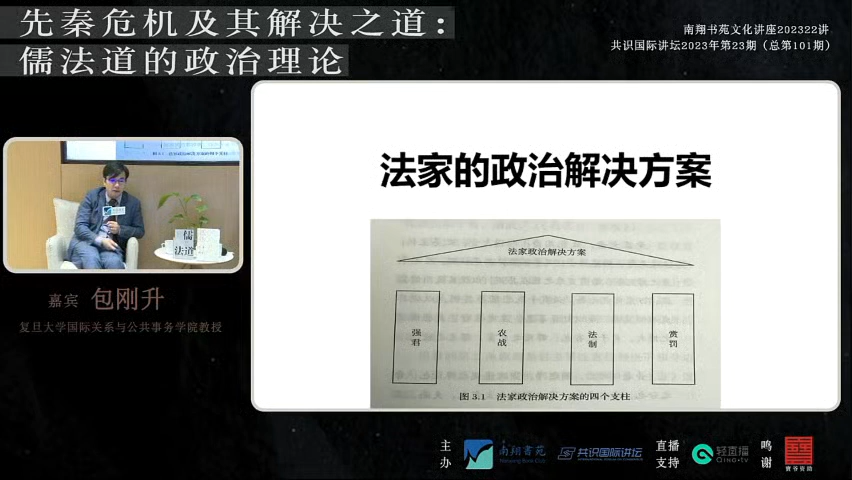 先秦危机及其解决之道：
儒法道的政治理论
南翔书苑文化讲座202322讲
共识国际讲坛2023年第23期（总第101期）
法家的政治解决方案
法家政治解决方案
强君
农战
法制
赏罚
图 3.1 法家政治解决方案的四个支柱
儒
法道
嘉宾 包刚升
复旦大学国际关系与公共事务学院教授
主办
南翔書苑
共识国际讲坛
直播支持
轻直播
Qing·tv
鸣谢